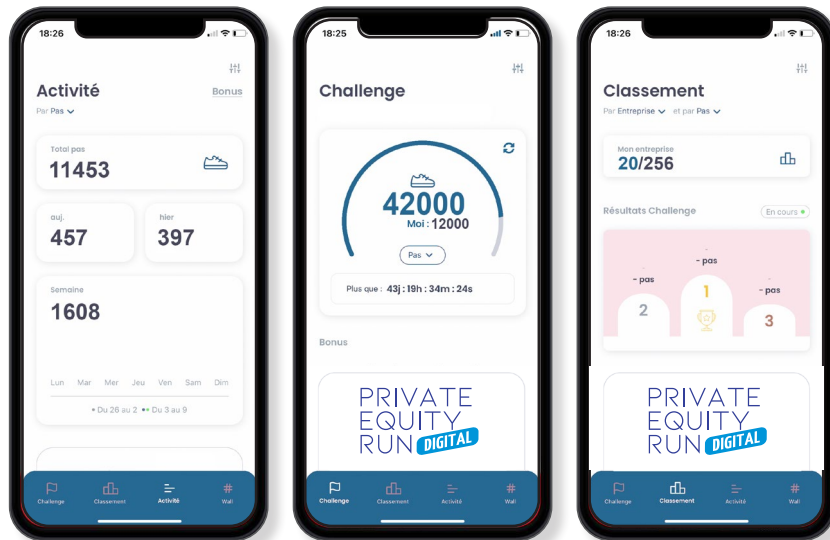 18:26
Activité
Bonus
Par Pas
Total pas
11453
auj.
457
hier
397
Semaine
1608
Lun Mar Mer Jeu Ven Sam Dim
Du 26 au 2 Du 3 au 9
Challenge Classement Activité Wall
18:25
Challenge
42000
Moi : 12000
Pas
Plus que : 43j : 19h : 34m : 24s
Bonus
PRIVATE
EQUITY
RUN DIGITAL
Challenge Classement Activité # Wall
18:26
Classement
Par Entreprise et par Pas
Mon entreprise
20/256
Résultats Challenge
En cours
-
- pas
1
-
- pas
2
-
- pas
3
PRIVATE
EQUITY
RUN DIGITAL
Challenge Classement Activité # Wall